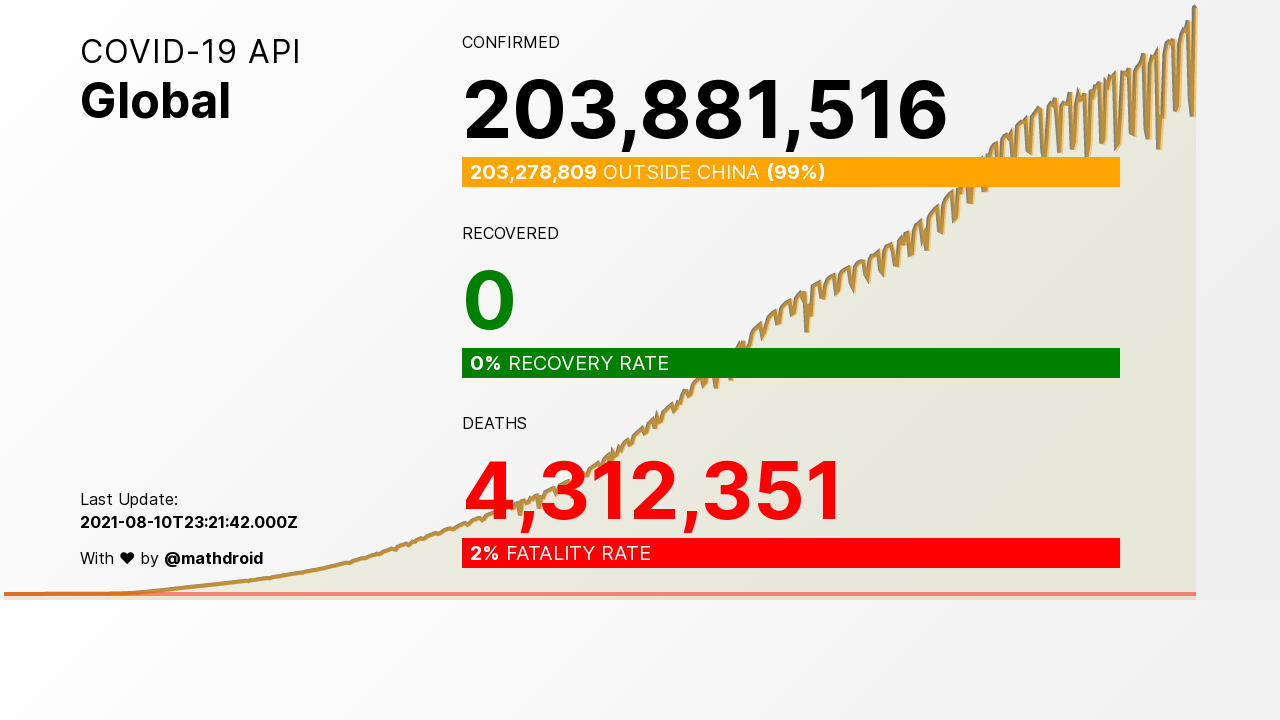 COVID-19 API
Global
CONFIRMED
203,881,516
203,278,809 OUTSIDE CHINA (99%)
RECOVERED
0
0% RECOVERY RATE
DEATHS
4,312,351
2% FATALITY RATE
Last Update:
2021-08-10T23:21:42.000Z
With ♥ by @mathdroid